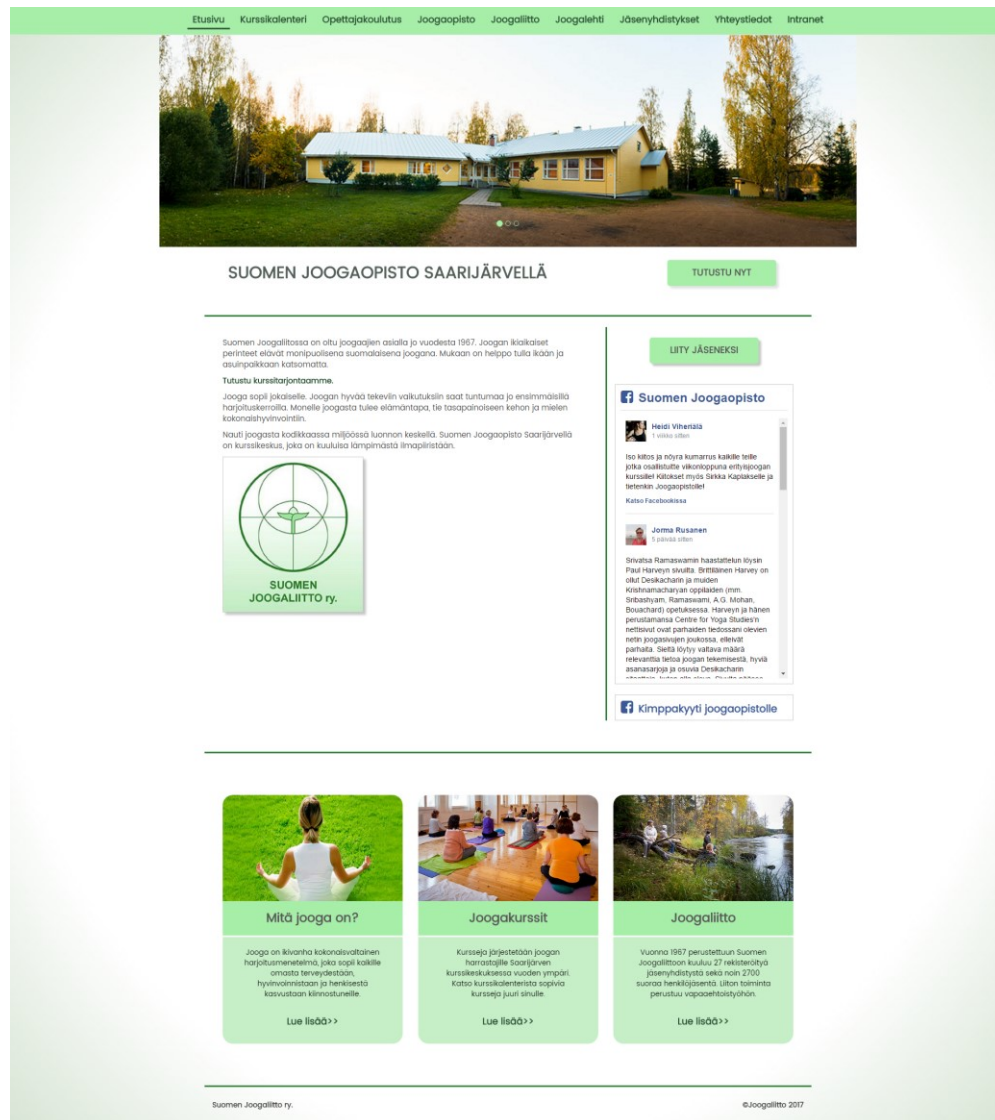 Etusivu Kurssikalenteri Opettajakoulutus Joogaopisto Joogaliitto Joogalehti Jäsenyhdistykset Yhteystiedot Intranet
SUOMEN JOOGAOPISTO SAARIJÄRVELLÄ
TUTUSTU NYT
Suomen Joogaliitossa on oltu joogaajien asialla jo vuodesta 1967. Joogan ikiaikaiset
perinteet elävät monipuolisena suomalaisena joogana. Mukaan on helppo tulla ikään ja
asuinpaikkaan katsomatta.
Tutustu kurssitarjontaamme.
Jooga sopii jokaiselle. Joogan hyvää tekeviin vaikutuksiin saat tuntumaa jo ensimmäisillä
harjoituskerroilla. Monelle joogasta tulee elämäntapa, tie tasapainoiseen kehon ja mielen
kokonaishyvinvointiin.
Nauti joogasta kodikkaassa miljöössä luonnon keskellä. Suomen Joogaopisto Saarijärvellä
on kurssikeskus, joka on kuuluisa lämpimästä ilmapiiristään.
SUOMEN
JOOGALIITTO ry.
LIITY JÄSENEKSI
Suomen Joogaopisto
Heidi Viheriälä
1 viikko sitten
Iso kiitos ja nöyrä kumarrus kaikille teille
jotka osallistuitte viikonloppuna erityisjoogan
kurssille! Kiitokset myös Sirkka Kaplakselle ja
tietenkin Joogaopistolle!
Katso Facebookissa
Jorma Rusanen
5 päivää sitten
Srivatsa Ramaswamin haastattelun löysin
Paul Harveyn sivuilta. Brittiläinen Harvey on
ollut Desikacharin ja muiden
Krishnamacharyan oppilaiden (mm.
Sribashyam, Ramaswami, A.G. Mohan,
Bouachard) opetuksessa. Harveyn ja hänen
perustamansa Centre for Yoga Studies'n
nettisivut ovat parhaiden tiedossani olevien
netin joogasivujen joukossa, elleivät
parhaita. Sieltä löytyy valtava määrä
relevanttia tietoa joogan tekemisestä, hyviä
asanasarjoja ja osuvia Desikacharin
Kimppakyyti joogaopistolle
Mitä jooga on?
Jooga on ikivanha kokonaisvaltainen
harjoitusmenetelmä, joka sopii kaikille
omasta terveydestään,
hyvinvoinnistaan ja henkisestä
kasvustaan kiinnostuneille.
Lue lisää>>
Joogakurssit
Kursseja järjestetään joogan
harrastajille Saarijärven
kurssikeskuksessa vuoden ympäri.
Katso kurssikalenterista sopivia
kursseja juuri sinulle.
Lue lisää>>
Joogaliitto
Vuonna 1967 perustettuun Suomen
Joogaliittoon kuuluu 27 rekisteröityä
jäsenyhdistystä sekä noin 2700
suoraa henkilöjäsentä. Liiton toiminta
perustuu vapaaehtoistyöhön.
Lue lisää>>
Suomen Joogaliitto ry.
©Joogaliitto 2017